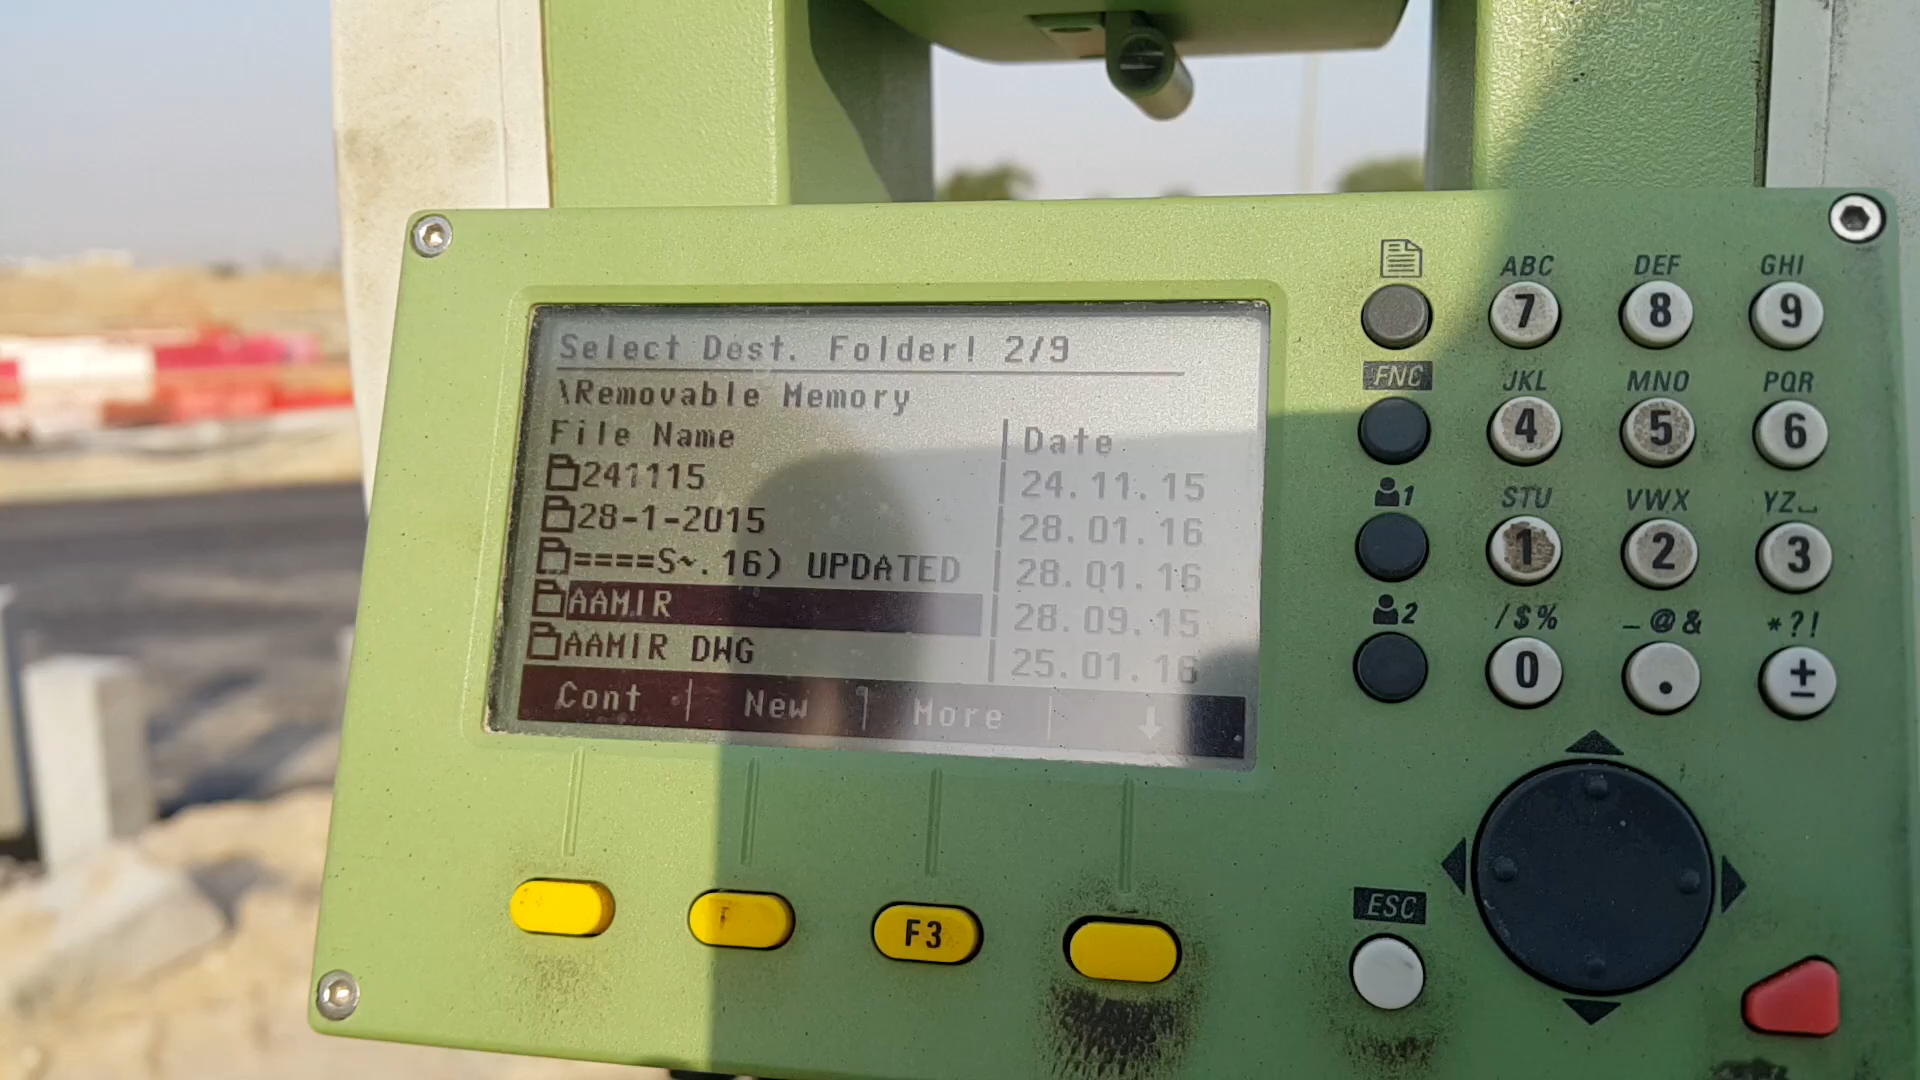 Select Dest. Folder! 2/9
\Removable Memory
File Name | Date
241115 | 24.11.15
28-1-2015 | 28.01.16
====S~.16) UPDATED | 28.01.16
AAMIR | 28.09.15
AAMIR DWG | 25.01.16
Cont | New | More | ↓
F3
FNC
1
2
ESC
ABC DEF GHI
7 8 9
JKL MNO PQR
4 5 6
STU VWX YZ⎵
1 2 3
/$% _@& *?!
0 . ±